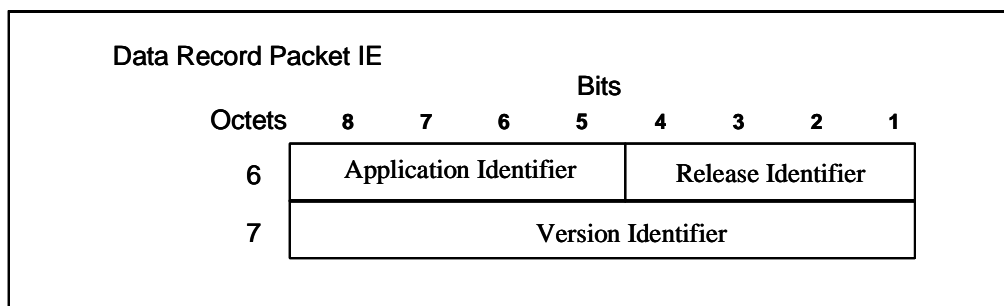 Data Record Packet IE
Bits
Octets 8 7 6 5 4 3 2 1
6 Application Identifier Release Identifier
7 Version Identifier